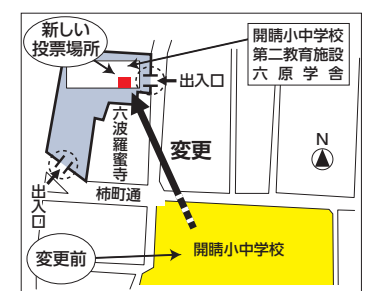 新しい
投票場所
開睛小中学校
第二教育施設
六原学舎
出入口
六波羅蜜寺
変更
N
出入口
柿町通
変更前
開睛小中学校